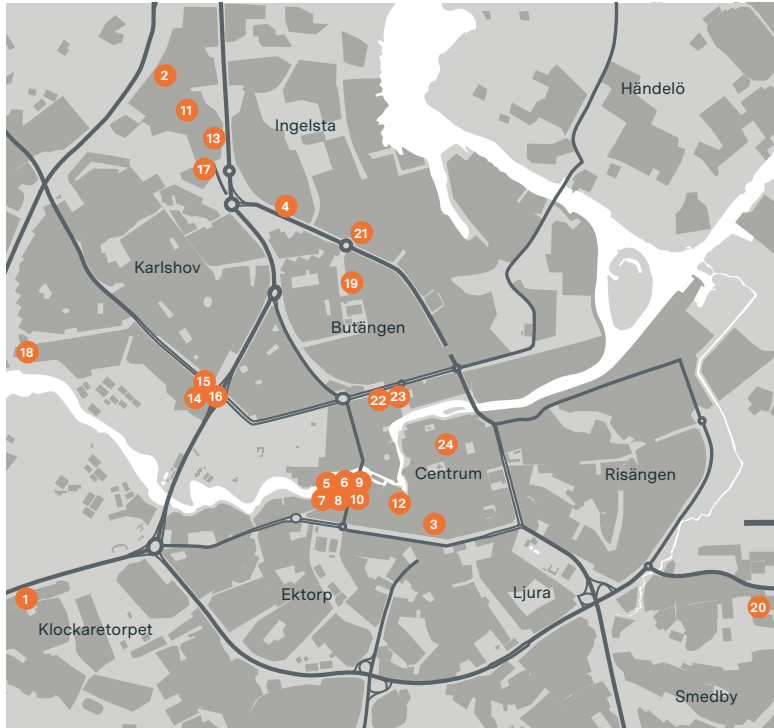 2
Händelö
11
Ingelsta
13
17
4
21
Karlshov
19
Butängen
18
15
14
16
22
23
24
Centrum
Risängen
5
6
9
7
8
10
12
3
Ektorp
Ljura
1
20
Klockaretorpet
Smedby